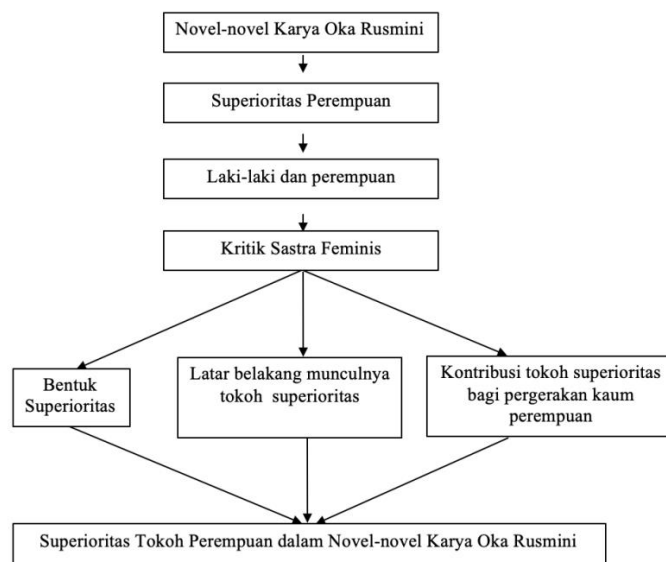 Novel-novel Karya Oka Rusmini
Superioritas Perempuan
Laki-laki dan perempuan
Kritik Sastra Feminis
Bentuk
Superioritas
Latar belakang munculnya
tokoh superioritas
Kontribusi tokoh superioritas
bagi pergerakan kaum
perempuan
Superioritas Tokoh Perempuan dalam Novel-novel Karya Oka Rusmini